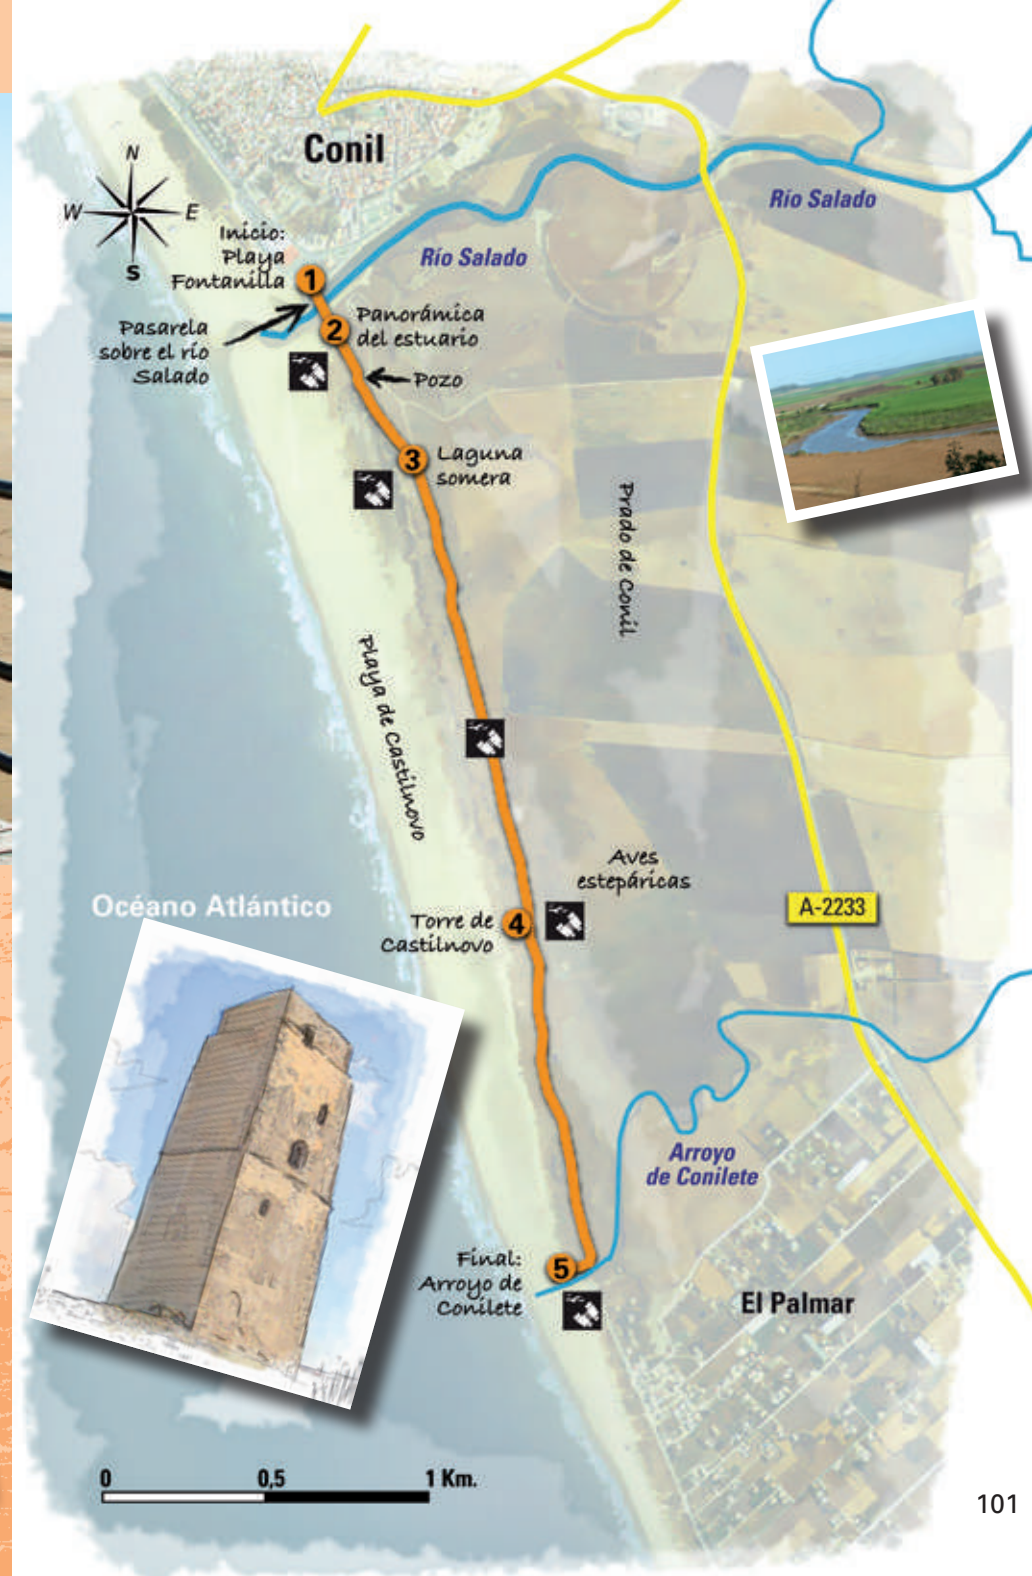 Conil
N
W
E
S
Río Salado
Río Salado
Inicio:
Playa
Fontanilla
1
Pasarela
sobre el río
Salado
2
Panorámica
del estuario
Pozo
3
Laguna
somera
Prado de Conil
Playa de Castilnovo
Aves
estepáricas
Océano Atlántico
Torre de
Castilnovo
4
A-2233
Arroyo
de Conilete
Final:
Arroyo de
Conilete
5
El Palmar
0 0,5 1 Km.
101